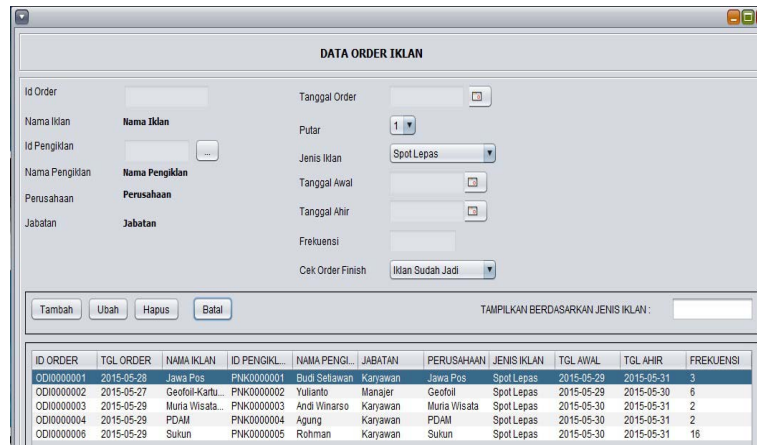 DATA ORDER IKLAN
Id Order
Nama Iklan Nama Iklan
Id Pengiklan ...
Nama Pengiklan Nama Pengiklan
Perusahaan Perusahaan
Jabatan Jabatan
Tanggal Order
Putar 1
Jenis Iklan Spot Lepas
Tanggal Awal
Tanggal Ahir
Frekuensi
Cek Order Finish Iklan Sudah Jadi
Tambah Ubah Hapus Batal TAMPILKAN BERDASARKAN JENIS IKLAN :
ID ORDER TGL ORDER NAMA IKLAN ID PENGIKL... NAMA PENGI... JABATAN PERUSAHAAN JENIS IKLAN TGL AWAL TGL AHIR FREKUENSI
ODI0000001 2015-05-28 Jawa Pos PNK0000001 Budi Setiawan Karyawan Jawa Pos Spot Lepas 2015-05-29 2015-05-31 3
ODI0000002 2015-05-27 Geofoil-Kartu... PNK0000002 Yulianto Manajer Geofoil Spot Lepas 2015-05-29 2015-05-30 6
ODI0000003 2015-05-29 Muria Wisata... PNK0000003 Andi Winarso Karyawan Muria Wisata Spot Lepas 2015-05-30 2015-05-31 2
ODI0000004 2015-05-29 PDAM PNK0000004 Agung Karyawan PDAM Spot Lepas 2015-05-30 2015-05-31 2
ODI0000006 2015-05-29 Sukun PNK0000005 Rohman Karyawan Sukun Spot Lepas 2015-05-30 2015-05-31 16